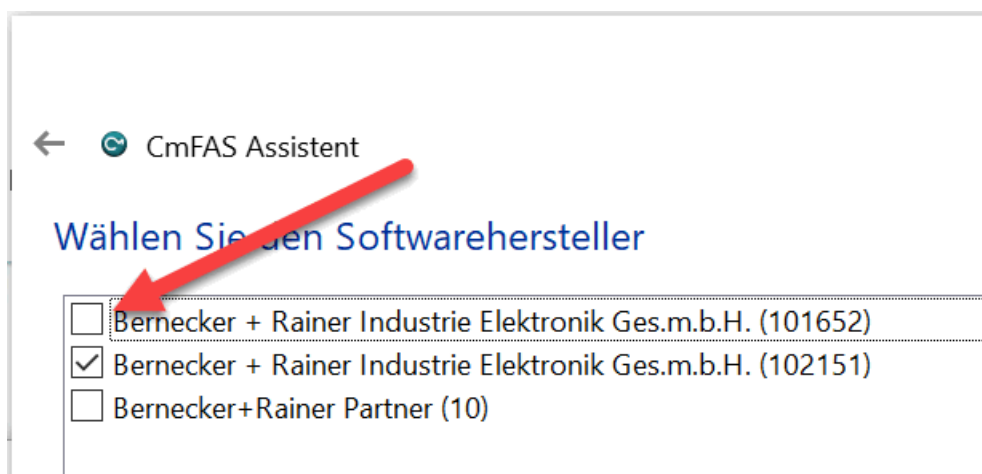 CmFAS Assistent
Wählen Sie den Softwarehersteller
Bernecker + Rainer Industrie Elektronik Ges.m.b.H. (101652)
Bernecker + Rainer Industrie Elektronik Ges.m.b.H. (102151)
Bernecker+Rainer Partner (10)